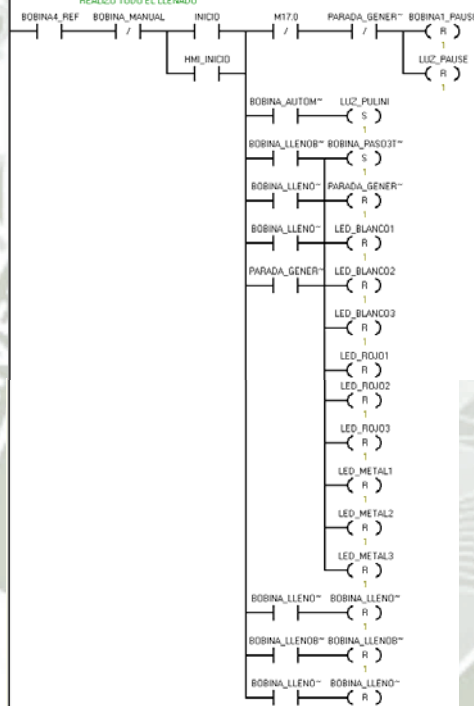 REALIZO TODO EL LLENADO
BOBINA4_REF BOBINA_MANUAL INICIO M17.0 PARADA_GENER~ BOBINA1_PAUS
/ / / R
1
HMI_INICIO LUZ_PAUSE
R
1
BOBINA_AUTOM~ LUZ_PULINI
S
1
BOBINA_LLENOB~ BOBINA_PASO3T~
S
1
BOBINA_LLENO~ PARADA_GENER~
R
1
BOBINA_LLENO~ LED_BLANCO1
R
1
PARADA_GENER~ LED_BLANCO2
R
1
LED_BLANCO3
R
1
LED_ROJO1
R
LED_ROJO2
R
1
LED_ROJO3
R
1
LED_METAL1
R
1
LED_METAL2
R
1
LED_METAL3
R
1
BOBINA_LLENO~ BOBINA_LLENO~
R
1
BOBINA_LLENOB~ BOBINA_LLENOB~
R
1
BOBINA_LLENO~ BOBINA_LLENO~
R